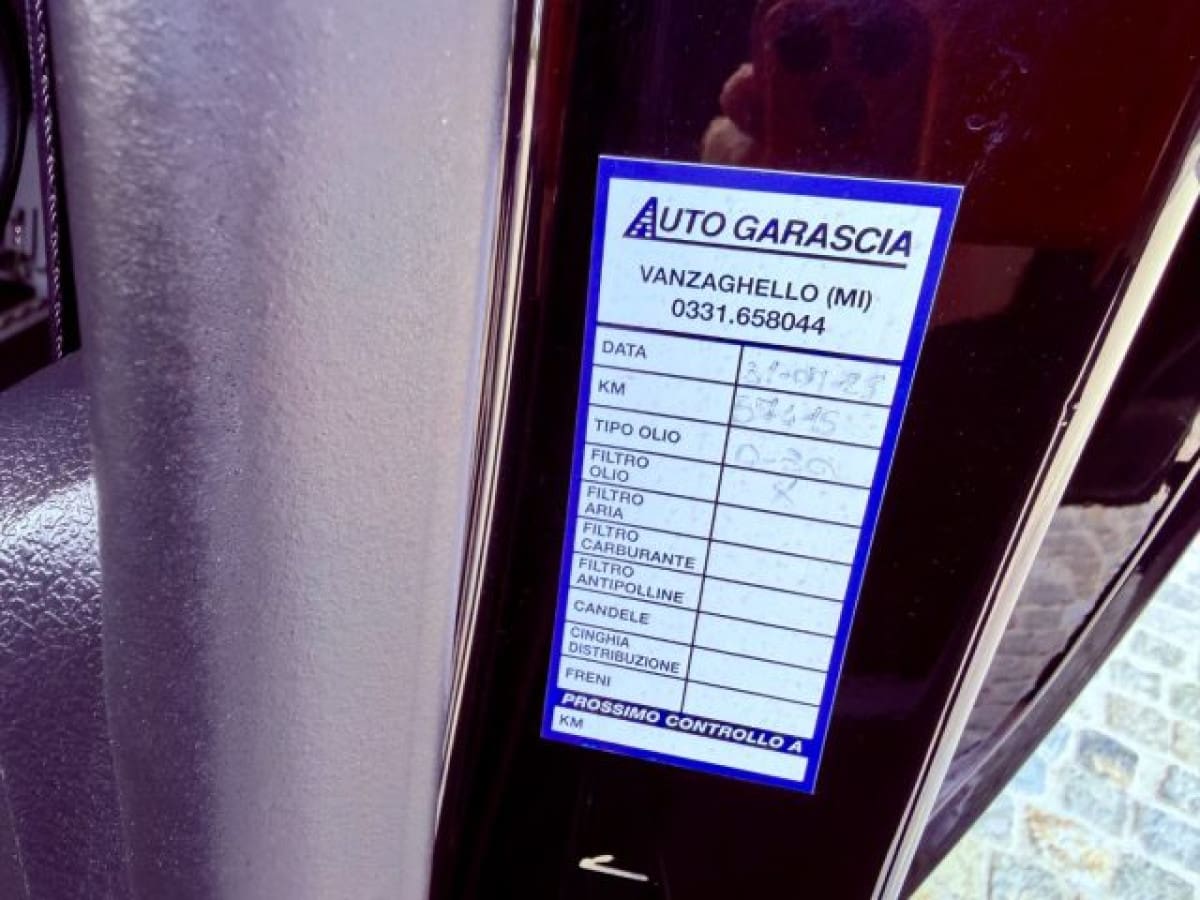 AUTO GARASCIA
VANZAGHELLO (MI)
0331.658044
DATA
KM 57415
TIPO OLIO
FILTRO OLIO X
FILTRO ARIA
FILTRO CARBURANTE
FILTRO ANTIPOLLINE
CANDELE
CINGHIA DISTRIBUZIONE
FRENI
PROSSIMO CONTROLLO A
KM